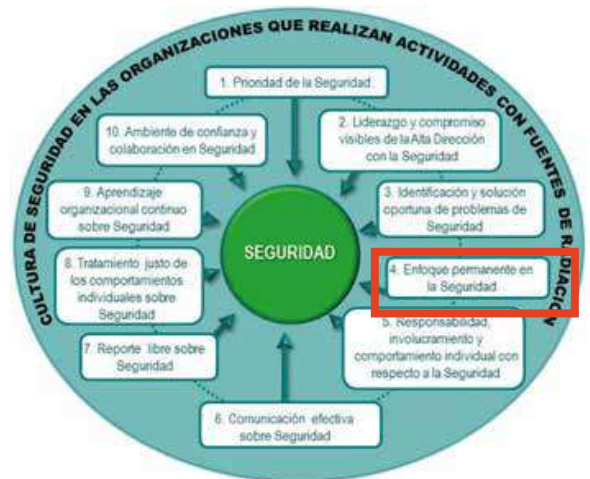 CULTURA DE SEGURIDAD EN LAS ORGANIZACIONES QUE REALIZAN ACTIVIDADES CON FUENTES DE RADIACIÓN
1. Prioridad de la Seguridad
2. Liderazgo y compromiso
visibles de la Alta Dirección
con la Seguridad
3. Identificación y solución
oportuna de problemas de
Seguridad
4. Enfoque permanente en
la Seguridad
5. Responsabilidad,
involucramiento y
comportamiento individual con
respecto a la Seguridad
6. Comunicación efectiva
sobre Seguridad
7. Reporte libre sobre
Seguridad
8. Tratamiento justo de
los comportamientos
individuales sobre
Seguridad
9. Aprendizaje
organizacional continuo
sobre Seguridad
10. Ambiente de confianza y
colaboración en Seguridad
SEGURIDAD